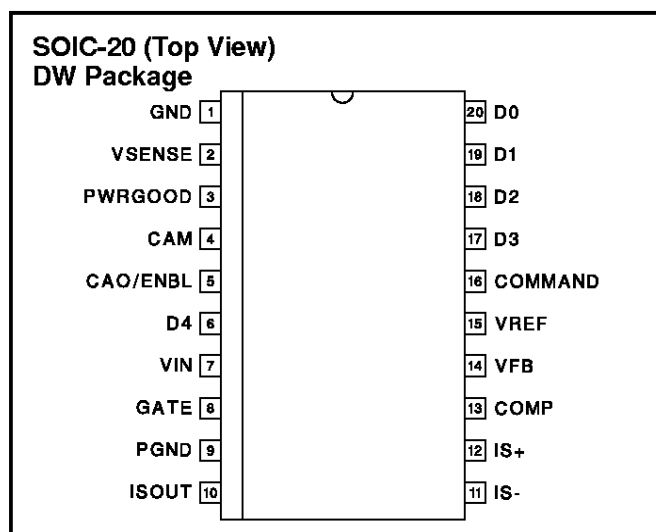 SOIC-20 (Top View)
DW Package
GND 1 20 D0
VSENSE 2 19 D1
PWRGOOD 3 18 D2
CAM 4 17 D3
CAO/ENBL 5 16 COMMAND
D4 6 15 VREF
VIN 7 14 VFB
GATE 8 13 COMP
PGND 9 12 IS+
ISOUT 10 11 IS-